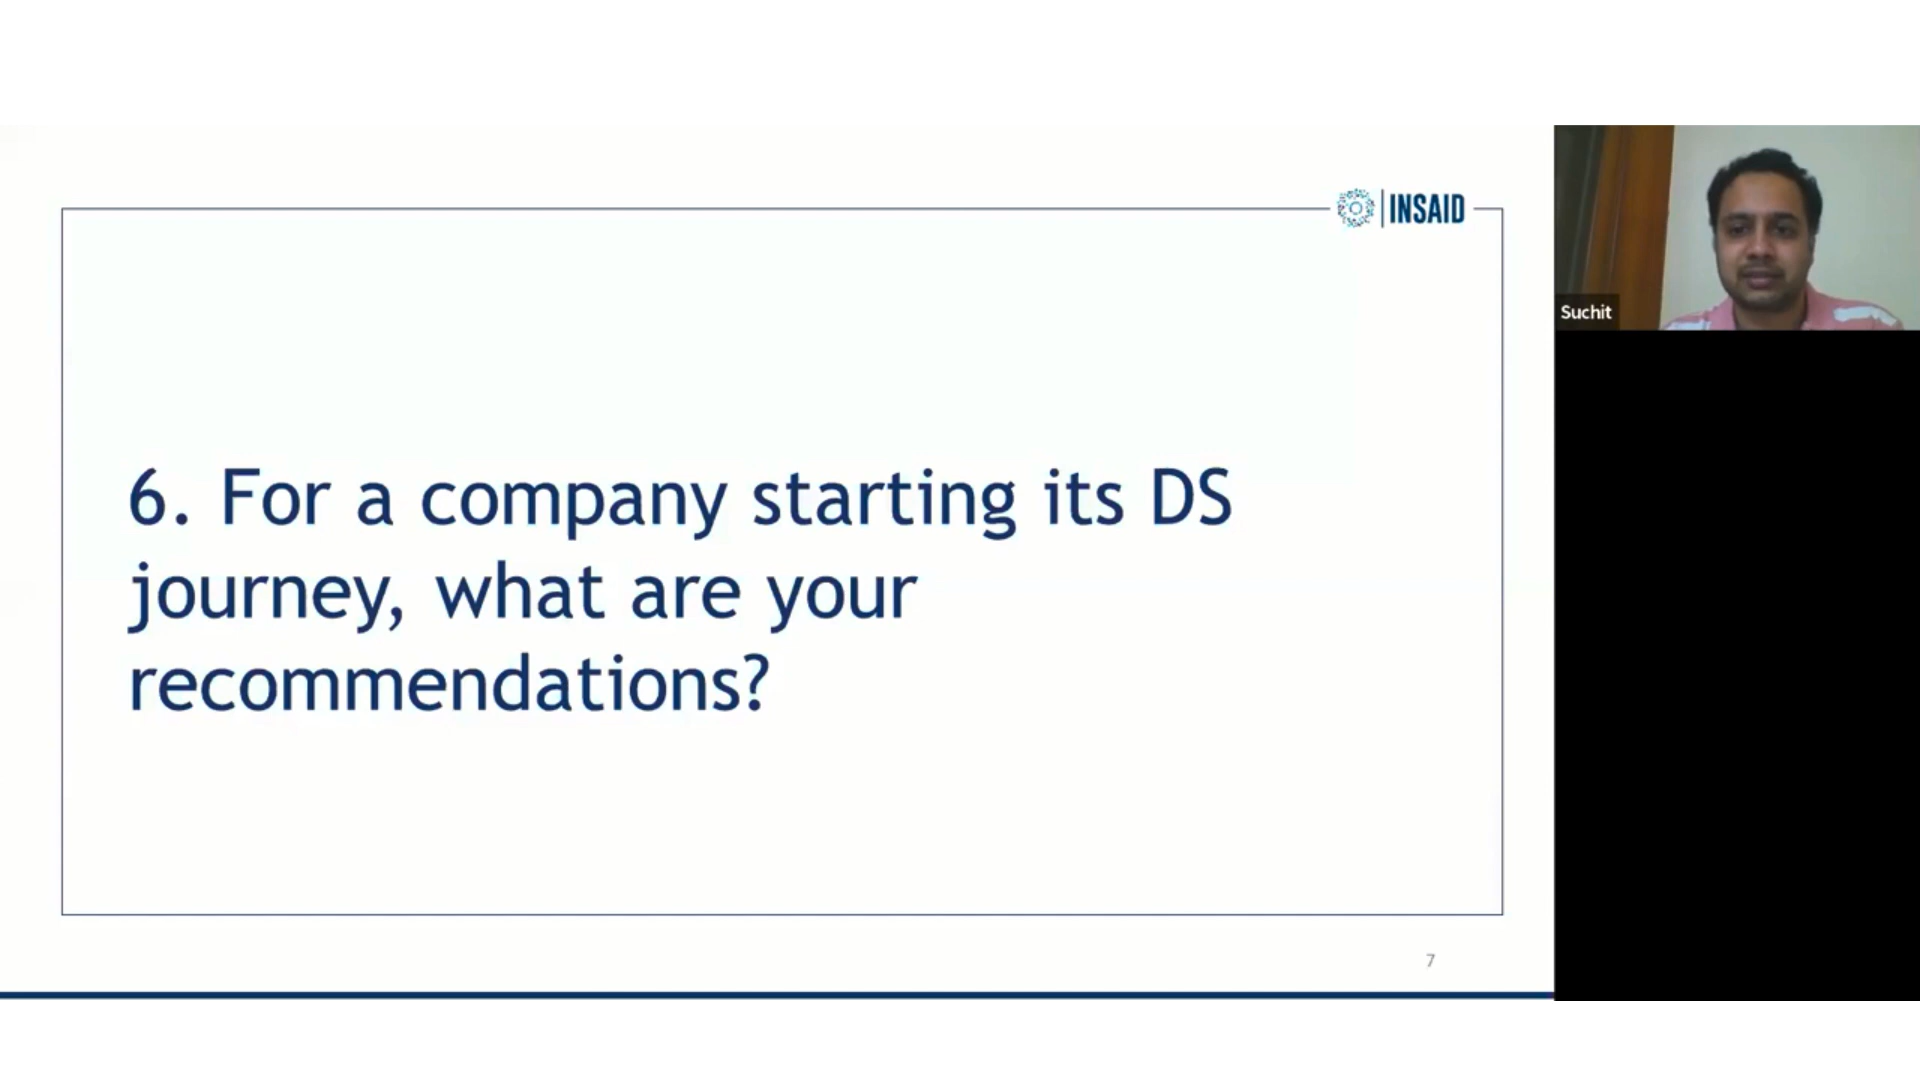 INSAID
Suchit
6. For a company starting its DS
journey, what are your
recommendations?
7